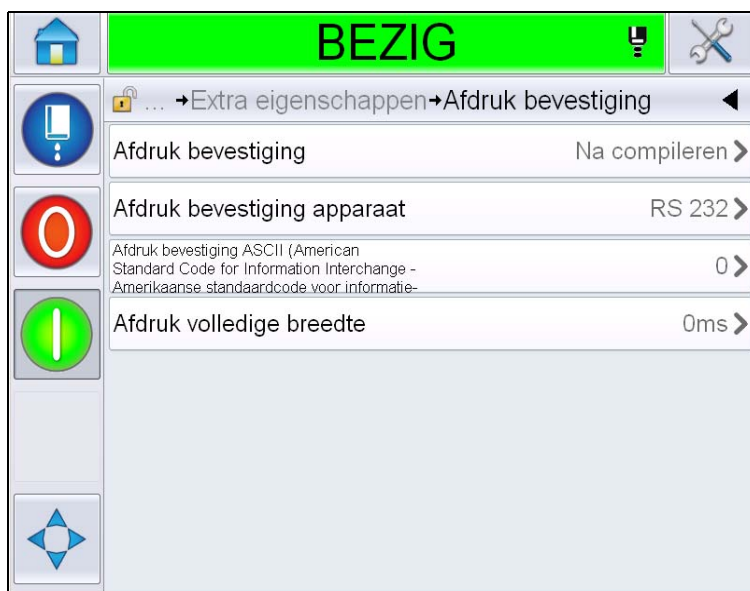 BEZIG
... →Extra eigenschappen→Afdruk bevestiging
Afdruk bevestiging Na compileren
Afdruk bevestiging apparaat RS 232
Afdruk bevestiging ASCII (American
Standard Code for Information Interchange -
Amerikaanse standaardcode voor informatie-
0
Afdruk volledige breedte 0ms